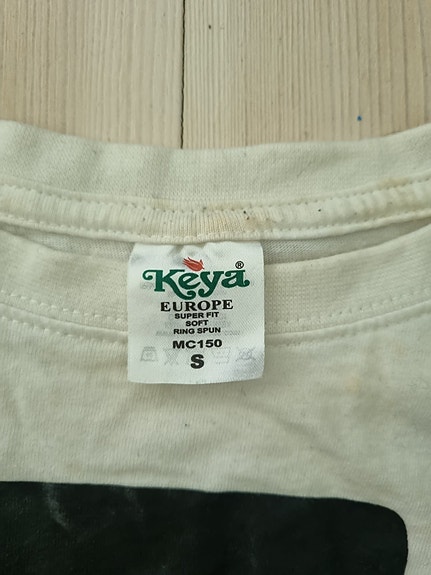 Keya®
EUROPE
SUPER FIT
SOFT
RING SPUN
MC150
S